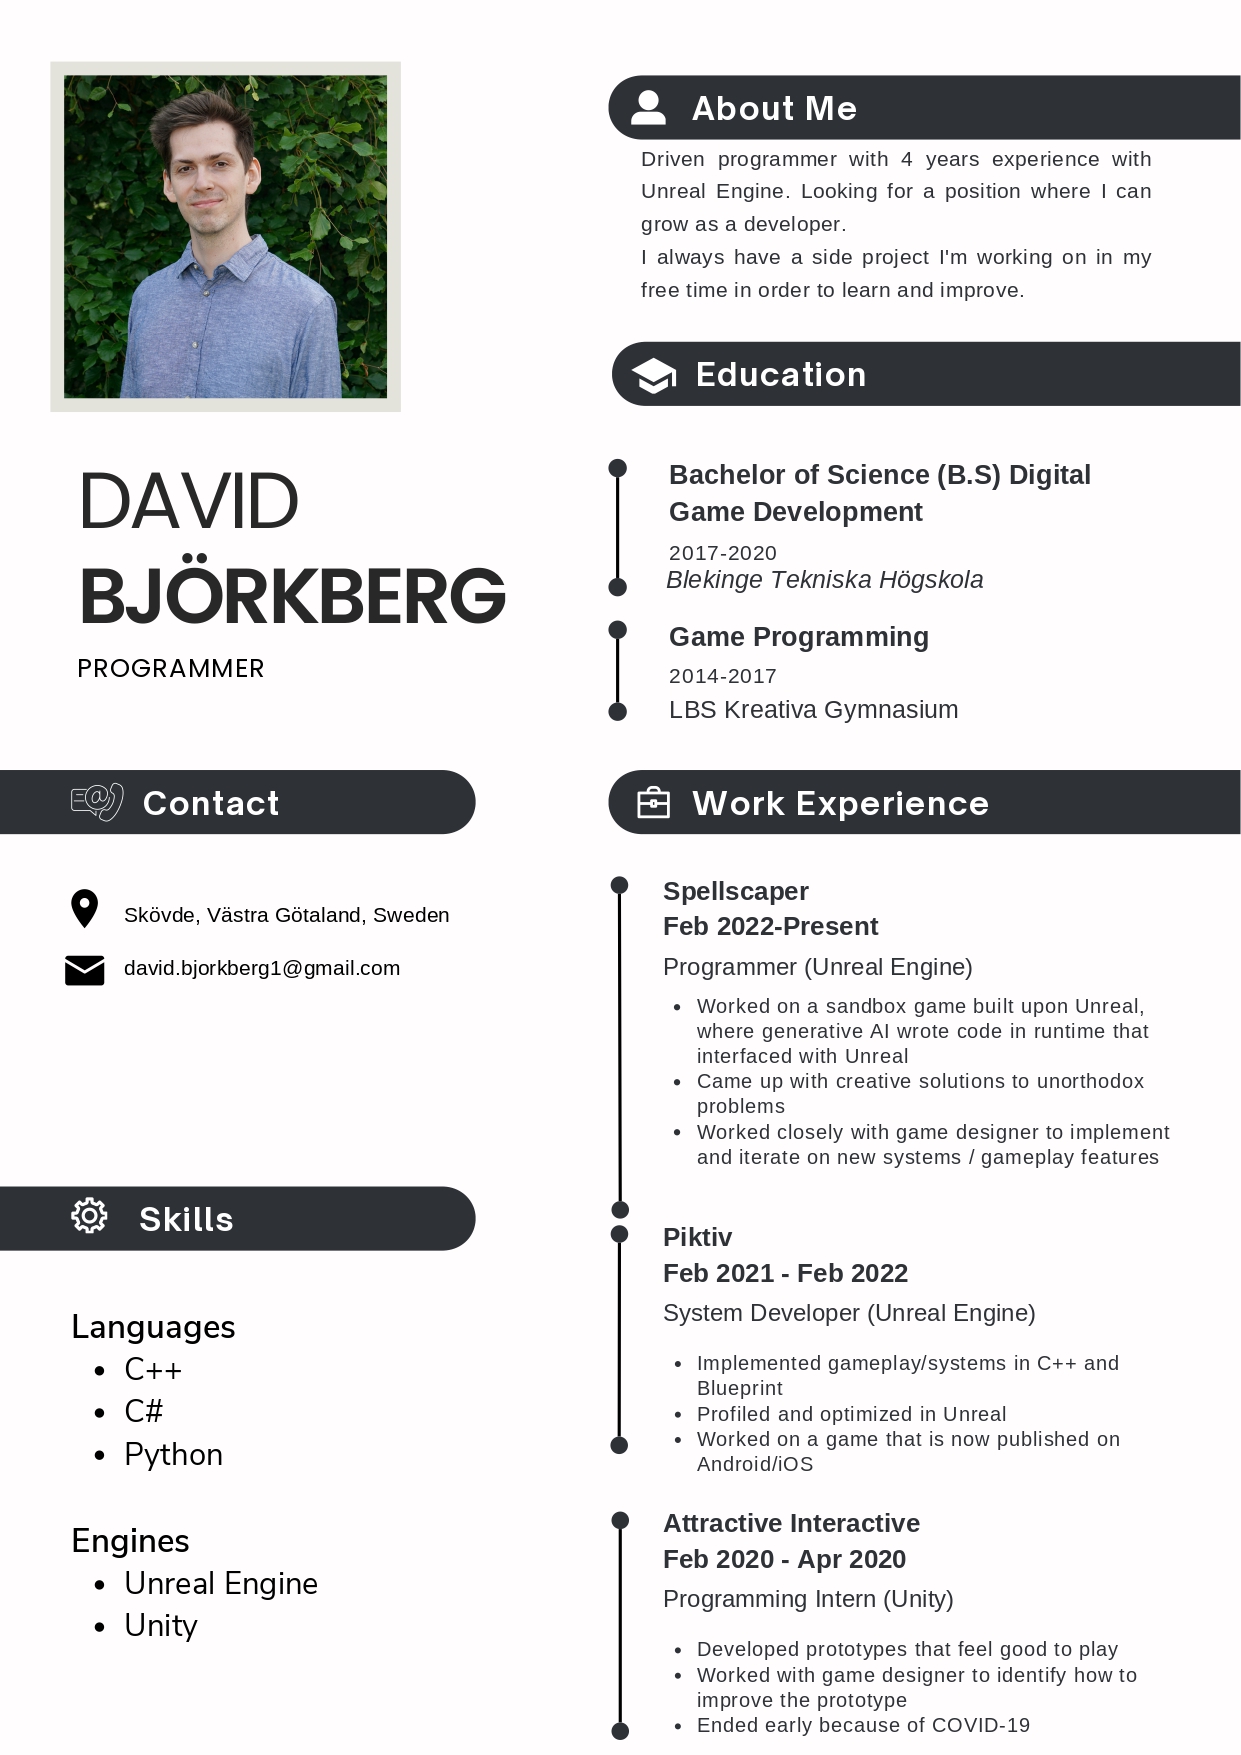 DAVID
BJÖRKBERG
PROGRAMMER
Contact
Skövde, Västra Götaland, Sweden
david.bjorkberg1@gmail.com
Skills
Languages
• C++
• C#
• Python
Engines
• Unreal Engine
• Unity
About Me
Driven programmer with 4 years experience with
Unreal Engine. Looking for a position where I can
grow as a developer.
I always have a side project I'm working on in my
free time in order to learn and improve.
Education
Bachelor of Science (B.S) Digital
Game Development
2017-2020
Blekinge Tekniska Högskola
Game Programming
2014-2017
LBS Kreativa Gymnasium
Work Experience
Spellscaper
Feb 2022-Present
Programmer (Unreal Engine)
• Worked on a sandbox game built upon Unreal,
where generative AI wrote code in runtime that
interfaced with Unreal
• Came up with creative solutions to unorthodox
problems
• Worked closely with game designer to implement
and iterate on new systems / gameplay features
Piktiv
Feb 2021 - Feb 2022
System Developer (Unreal Engine)
• Implemented gameplay/systems in C++ and
Blueprint
• Profiled and optimized in Unreal
• Worked on a game that is now published on
Android/iOS
Attractive Interactive
Feb 2020 - Apr 2020
Programming Intern (Unity)
• Developed prototypes that feel good to play
• Worked with game designer to identify how to
improve the prototype
• Ended early because of COVID-19